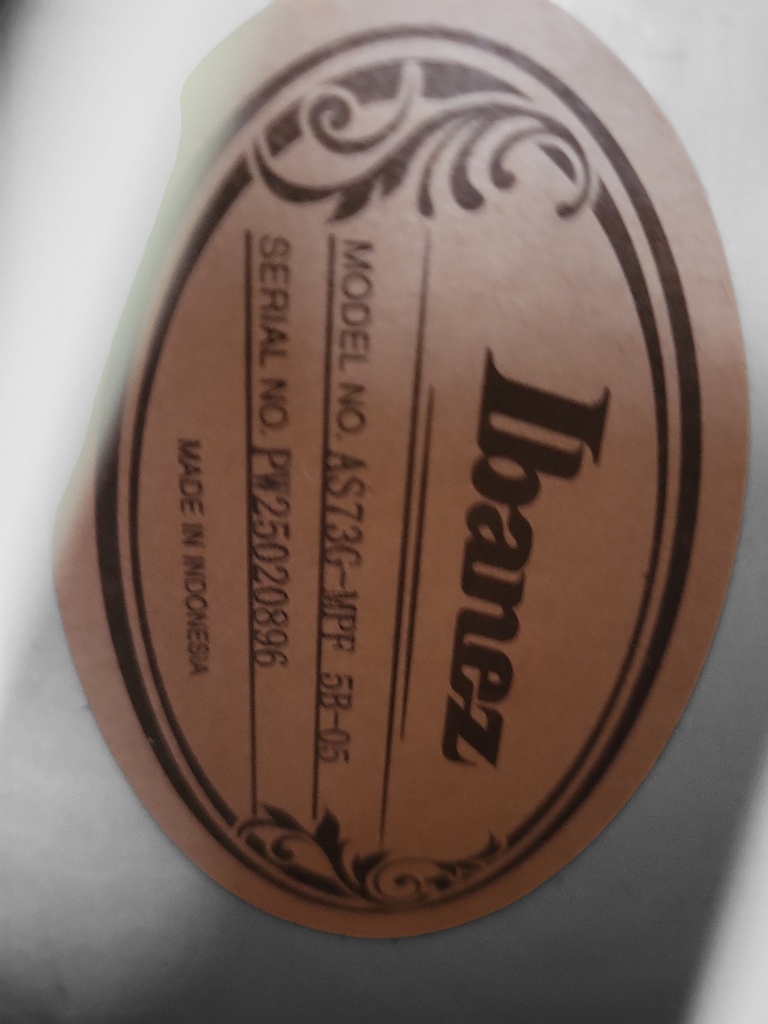 Ibanez
MODEL NO. AS73G-MPF 5B-05
SERIAL NO. PW25020896
MADE IN INDONESIA